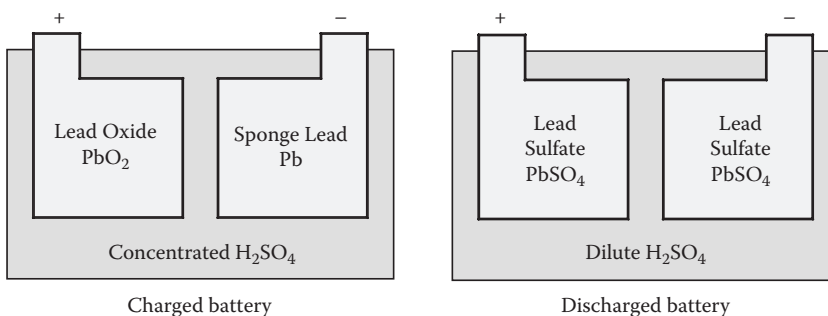 +
−
Lead Oxide
PbO₂
Sponge Lead
Pb
Concentrated H₂SO₄
Charged battery
+
−
Lead
Sulfate
PbSO₄
Lead
Sulfate
PbSO₄
Dilute H₂SO₄
Discharged battery